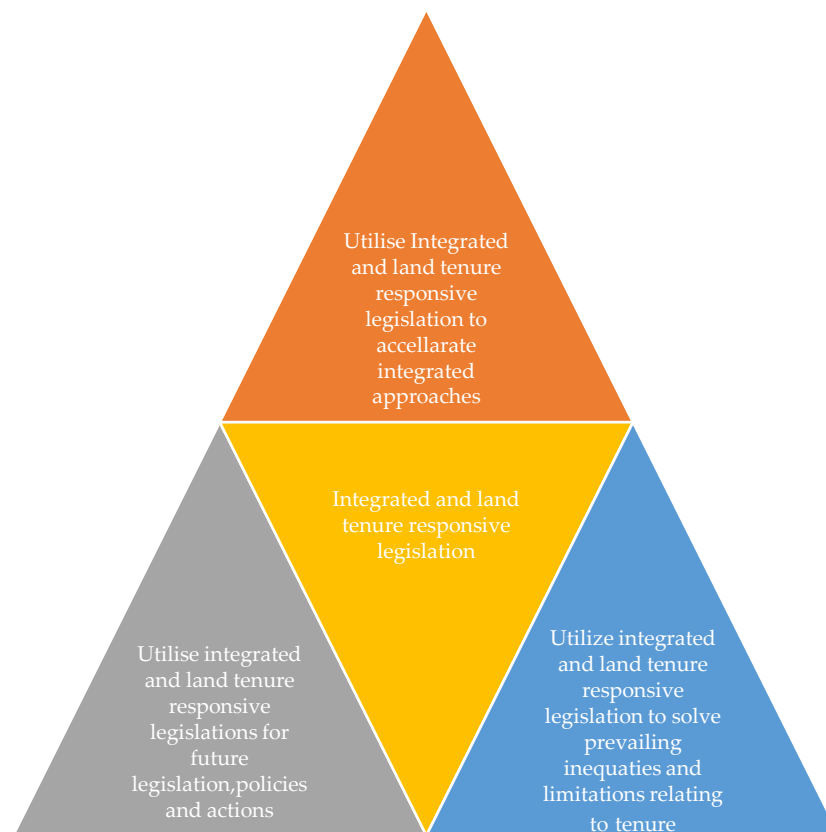 Utilise Integrated
and land tenure
responsive
legislation to
accellarate
integrated
approaches
Integrated and land
tenure responsive
legislation
Utilise integrated
and land tenure
responsive
legislations for
future
legislation,policies
and actions
Utilize integrated
and land tenure
responsive
legislation to solve
prevailing
inequaties and
limitations relating
to tenure